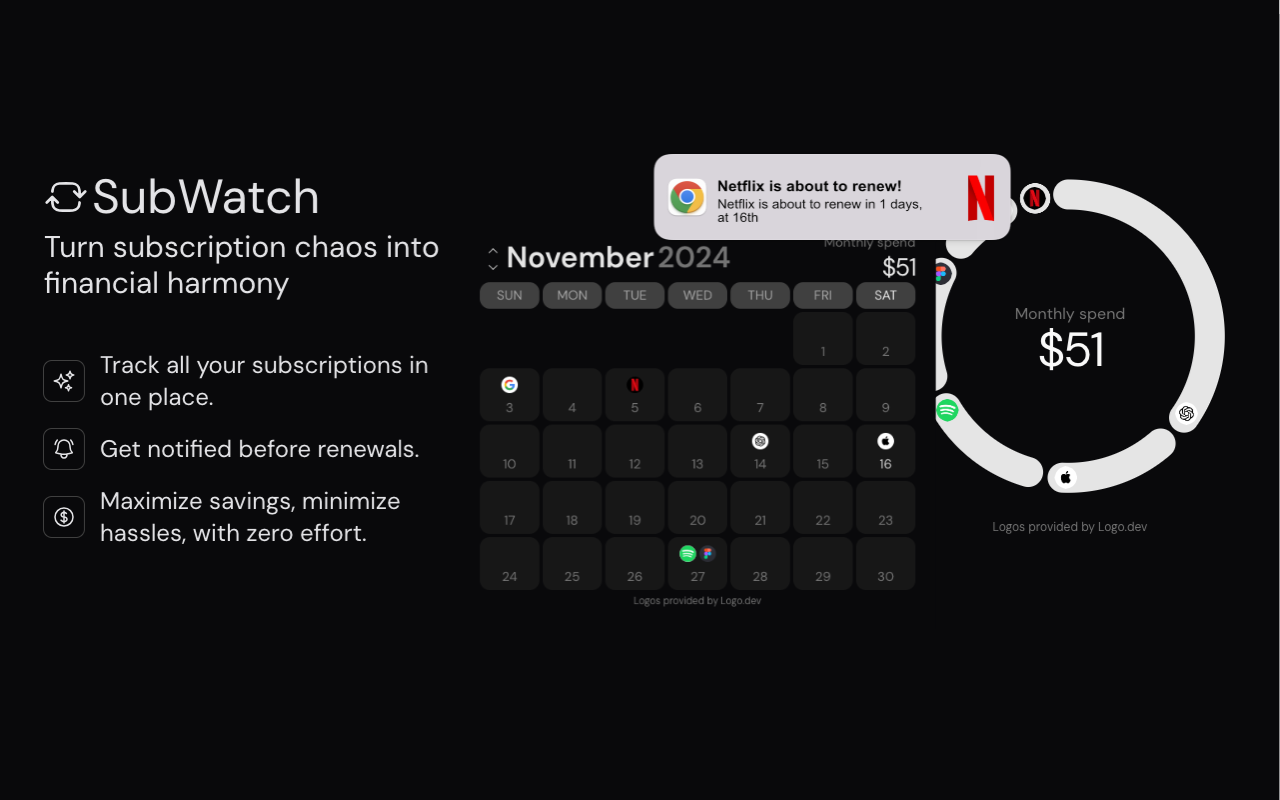 SubWatch
Turn subscription chaos into
financial harmony
Track all your subscriptions in
one place.
Get notified before renewals.
Maximize savings, minimize
hassles, with zero effort.
Netflix is about to renew!
Netflix is about to renew in 1 days,
at 16th
November 2024
Monthly spend
$51
SUN MON TUE WED THU FRI SAT
1 2
3 4 5 6 7 8 9
10 11 12 13 14 15 16
17 18 19 20 21 22 23
24 25 26 27 28 29 30
Logos provided by Logo.dev
Monthly spend
$51
Logos provided by Logo.dev